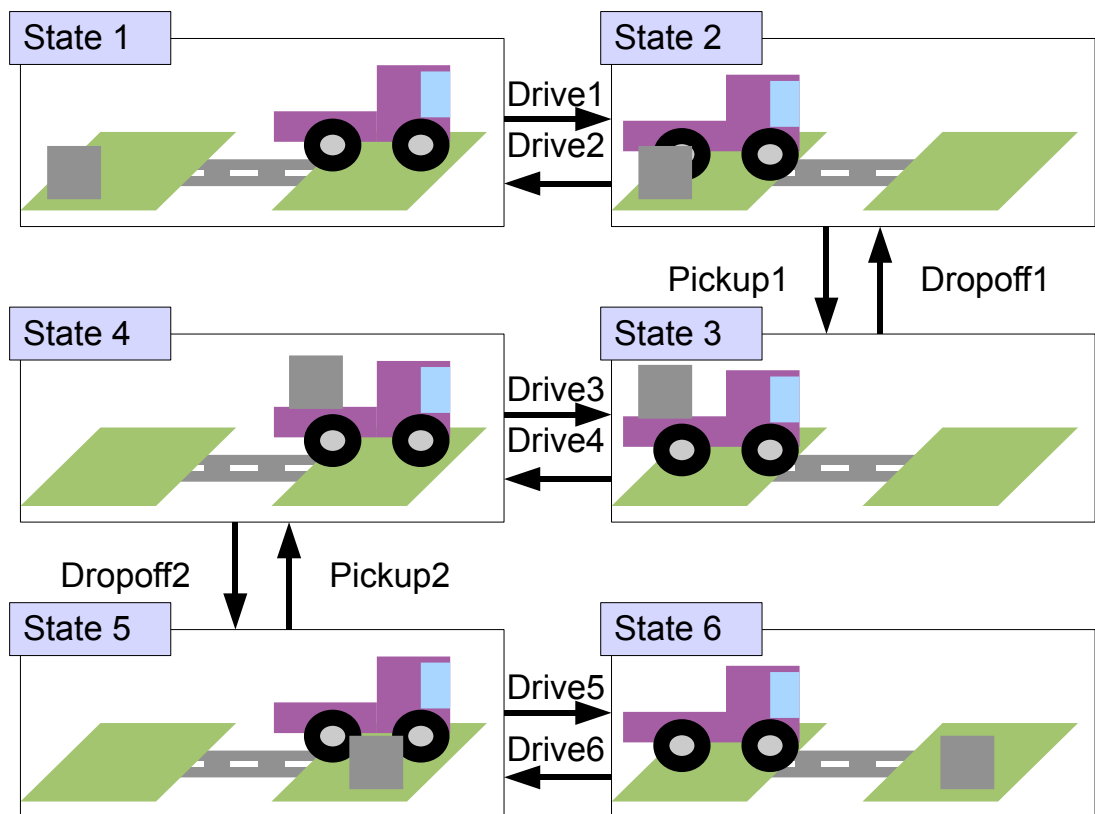 State 1
State 2
Drive1
Drive2
Pickup1
Dropoff1
State 4
State 3
Drive3
Drive4
Dropoff2
Pickup2
State 5
State 6
Drive5
Drive6